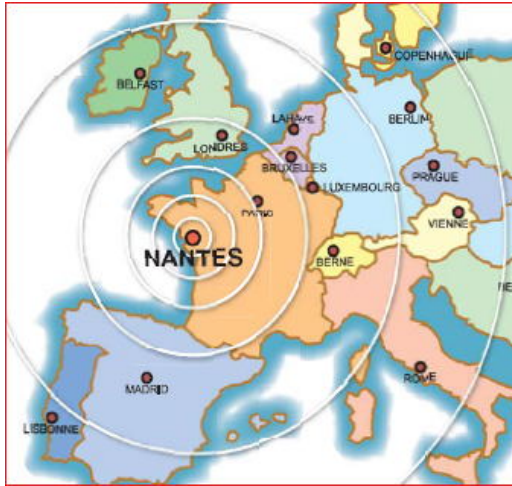 COPENHAGUE
BELFAST
LAHAYE
BERLIN
LONDRES
BRUXELLES
PRAGUE
LUXEMBOURG
PARIS
VIENNE
NANTES
BERNE
MADRID
ROME
LISBONNE